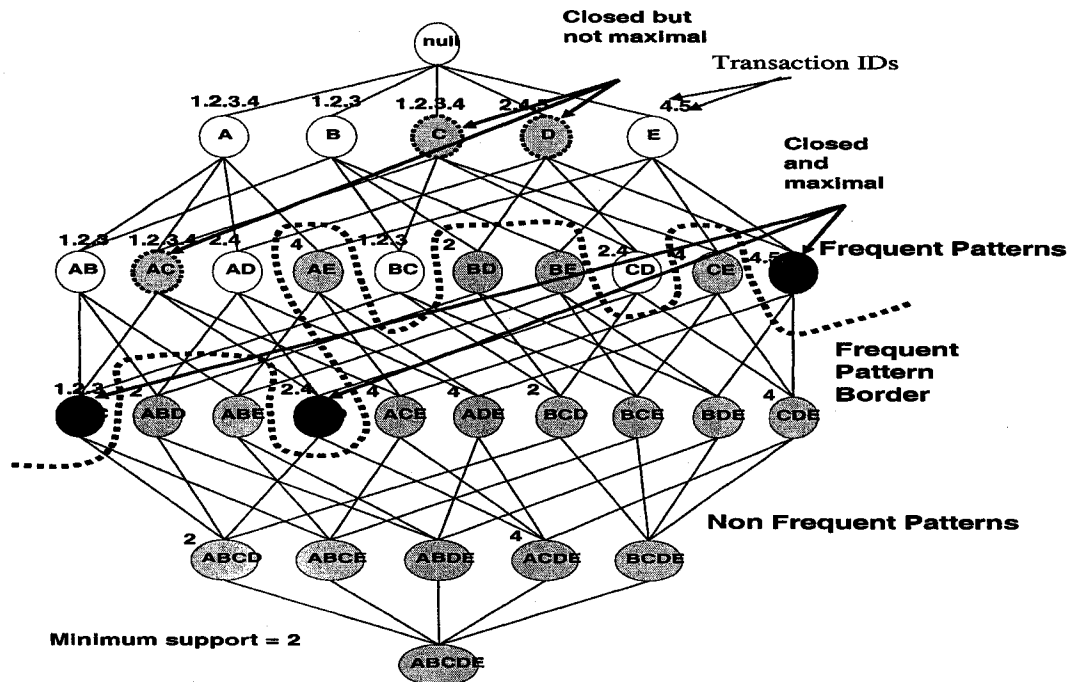 Closed but
not maximal
null
Transaction IDs
1.2.3.4
1.2.3
1.2.3.4
2.4.5
4.5
A
B
C
D
E
Closed
and
maximal
1.2.3
1.2.3.4
2.4
4
1.2.3
2
2.4
4
4.5
Frequent Patterns
AB
AC
AD
AE
BC
BD
BE
CD
CE
Frequent
Pattern
Border
1.2.3
2
2.4
4
4
2
4
ABD
ABE
ACE
ADE
BCD
BCE
BDE
CDE
Non Frequent Patterns
2
4
ABCD
ABCE
ABDE
ACDE
BCDE
Minimum support = 2
ABCDE